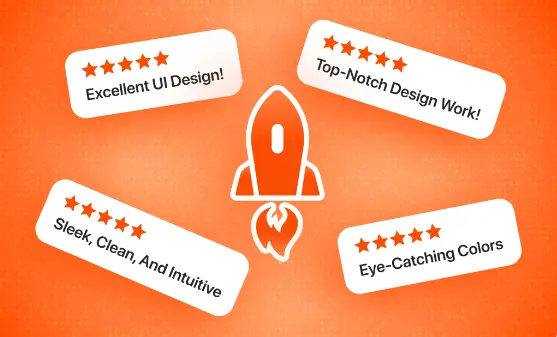 Excellent UI Design!
Top-Notch Design Work!
Sleek, Clean, And Intuitive
Eye-Catching Colors